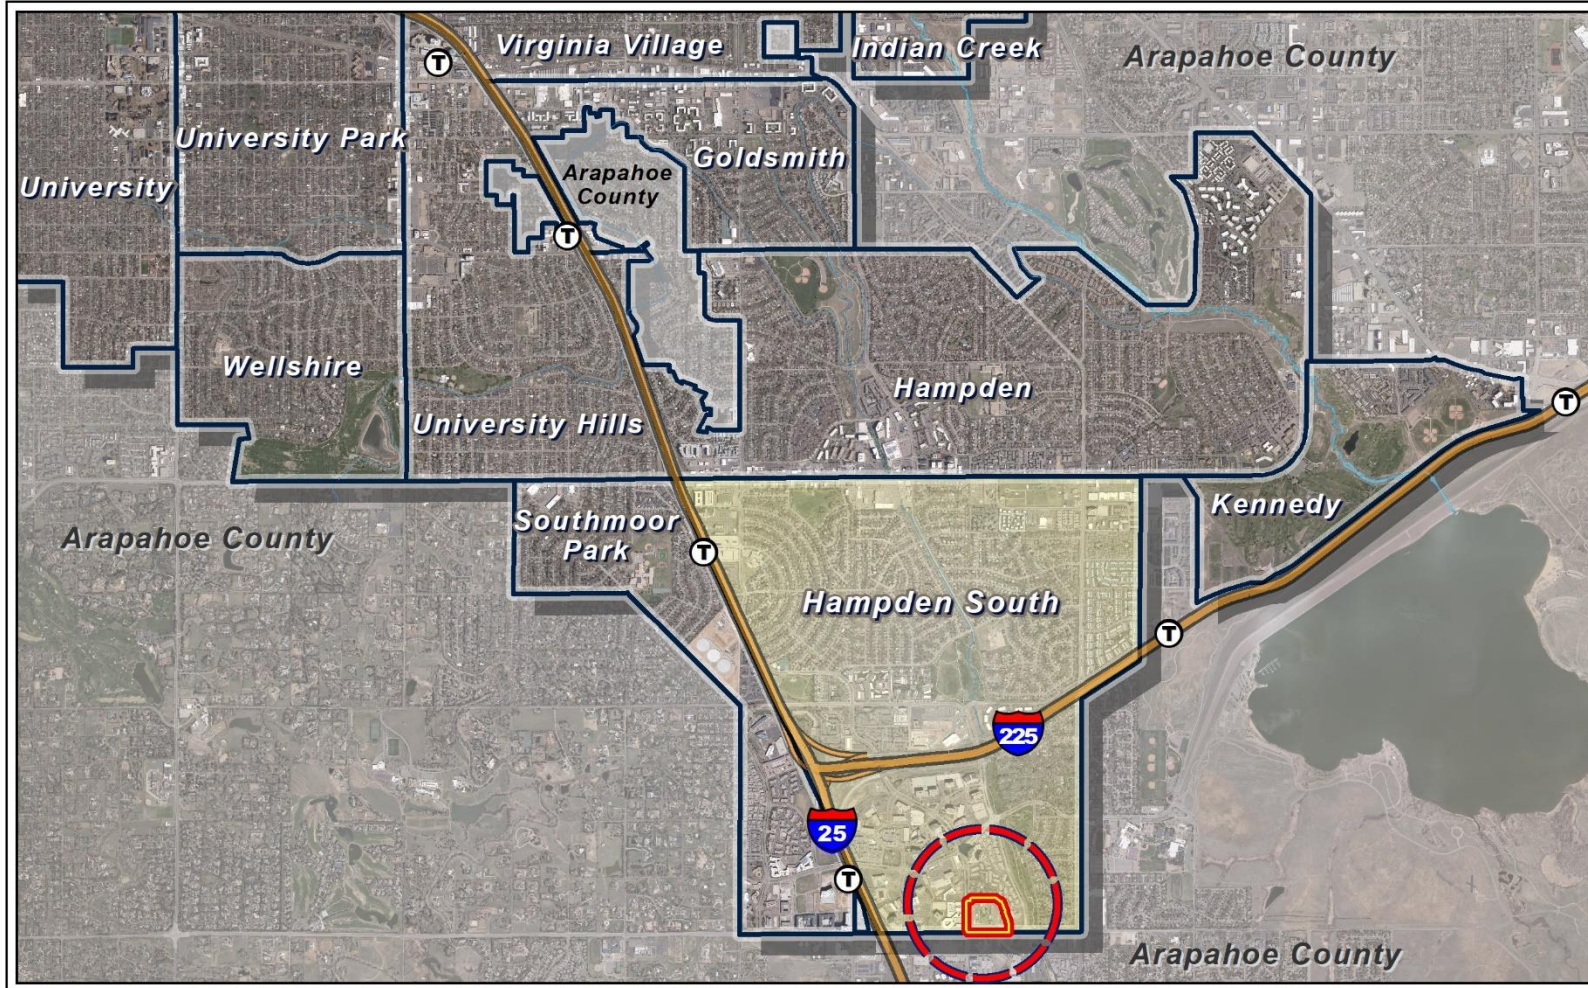 Virginia Village
Indian Creek
Arapahoe County
T
University Park
Goldsmith
Arapahoe
County
University
T
Wellshire
Hampden
T
University Hills
Kennedy
Southmoor
Park
Arapahoe County
T
Hampden South
T
225
25
T
Arapahoe County